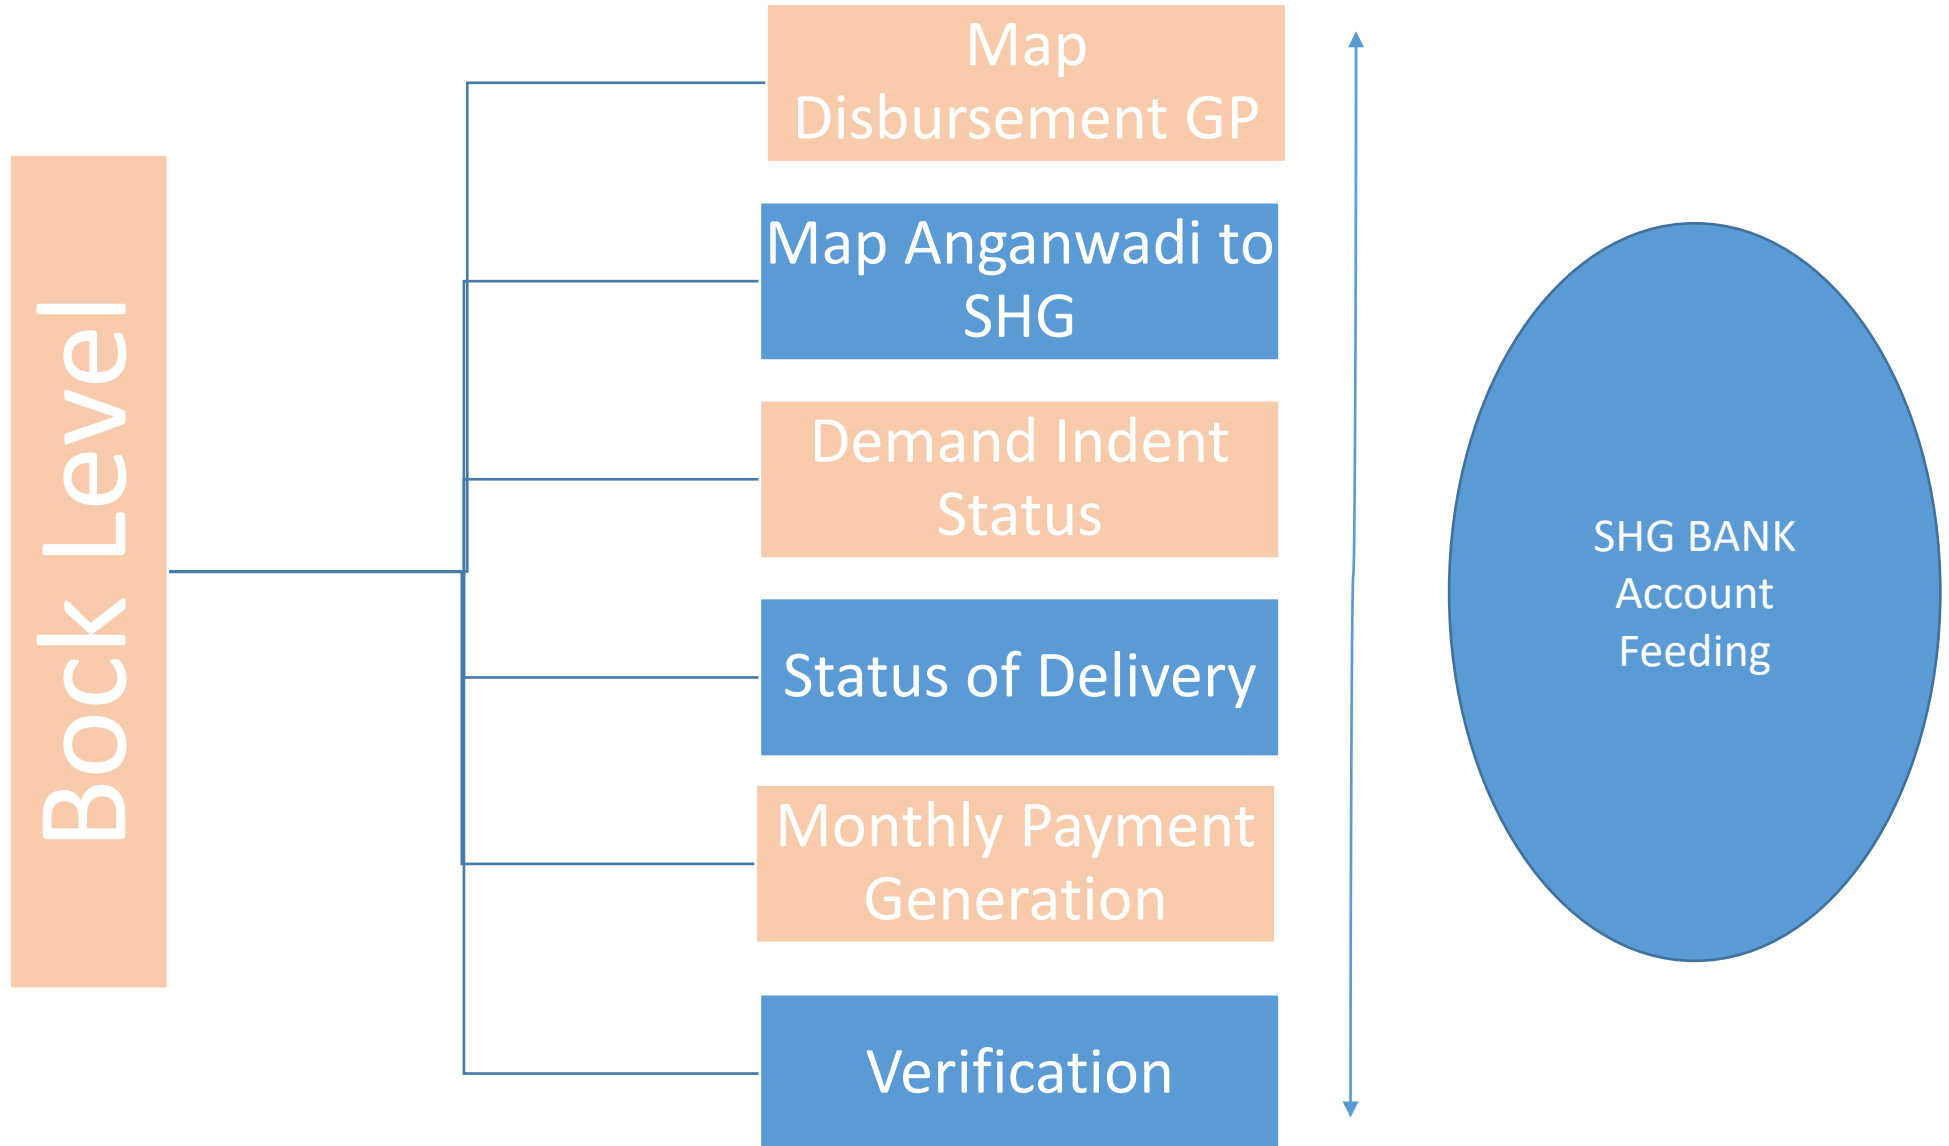 Bock Level
Map
Disbursement GP
Map Anganwadi to
SHG
Demand Indent
Status
Status of Delivery
Monthly Payment
Generation
Verification
SHG BANK
Account
Feeding